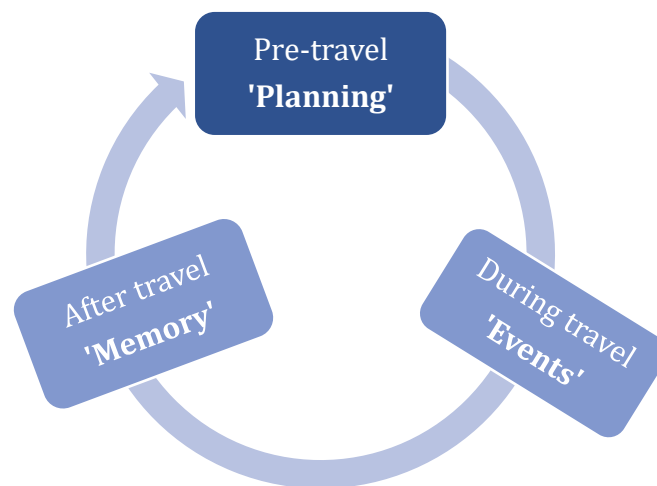 Pre-travel
'Planning'
During travel
'Events'
After travel
'Memory'